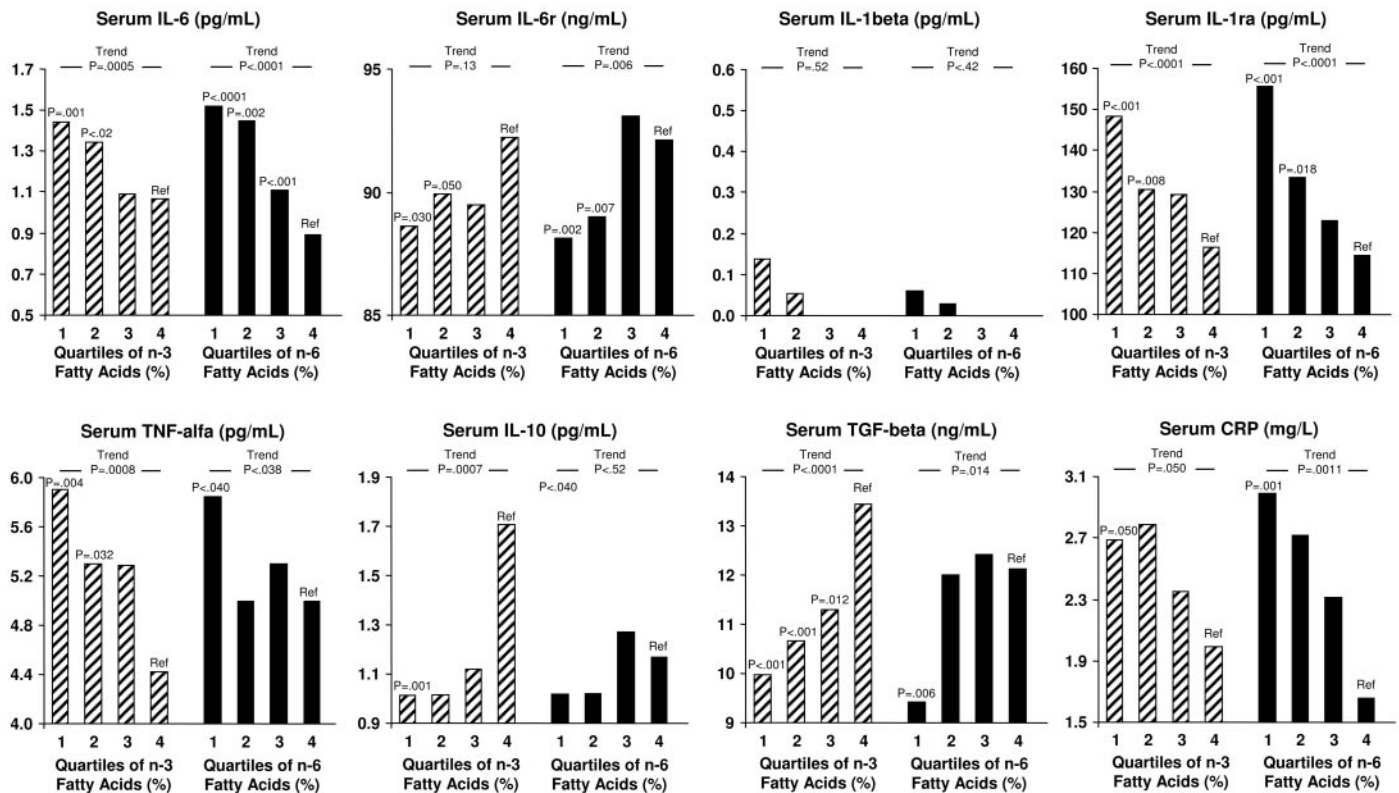 Serum IL-6 (pg/mL)
Trend
P=.0005
Trend
P<.0001
1.7
1.5
1.3
1.1
0.9
0.7
0.5
P=.001
P<.02
Ref
P<.0001
P=.002
P<.001
Ref
1 2 3 4
1 2 3 4
Quartiles of n-3
Fatty Acids (%)
Quartiles of n-6
Fatty Acids (%)
Serum IL-6r (ng/mL)
Trend
P=.13
Trend
P=.006
95
90
85
P=.030
P=.050
Ref
P=.002
P=.007
Ref
1 2 3 4
1 2 3 4
Quartiles of n-3
Fatty Acids (%)
Quartiles of n-6
Fatty Acids (%)
Serum IL-1beta (pg/mL)
Trend
P=.52
Trend
P<.42
0.6
0.5
0.4
0.3
0.2
0.1
0.0
1 2 3 4
1 2 3 4
Quartiles of n-3
Fatty Acids (%)
Quartiles of n-6
Fatty Acids (%)
Serum IL-1ra (pg/mL)
Trend
P<.0001
Trend
P<.0001
160
150
140
130
120
110
100
P<.001
P=.008
Ref
P<.001
P=.018
Ref
1 2 3 4
1 2 3 4
Quartiles of n-3
Fatty Acids (%)
Quartiles of n-6
Fatty Acids (%)
Serum TNF-alfa (pg/mL)
Trend
P=.0008
Trend
P<.038
6.0
5.6
5.2
4.8
4.4
4.0
P=.004
P=.032
Ref
P<.040
Ref
1 2 3 4
1 2 3 4
Quartiles of n-3
Fatty Acids (%)
Quartiles of n-6
Fatty Acids (%)
Serum IL-10 (pg/mL)
Trend
P=.0007
Trend
P<.52
1.9
1.7
1.5
1.3
1.1
0.9
P=.001
Ref
P<.040
Ref
1 2 3 4
1 2 3 4
Quartiles of n-3
Fatty Acids (%)
Quartiles of n-6
Fatty Acids (%)
Serum TGF-beta (ng/mL)
Trend
P<.0001
Trend
P=.014
14
13
12
11
10
9
P<.001
P<.001
P=.012
Ref
P=.006
Ref
1 2 3 4
1 2 3 4
Quartiles of n-3
Fatty Acids (%)
Quartiles of n-6
Fatty Acids (%)
Serum CRP (mg/L)
Trend
P=.050
Trend
P=.0011
3.1
2.7
2.3
1.9
1.5
P=.050
Ref
P=.001
Ref
1 2 3 4
1 2 3 4
Quartiles of n-3
Fatty Acids (%)
Quartiles of n-6
Fatty Acids (%)